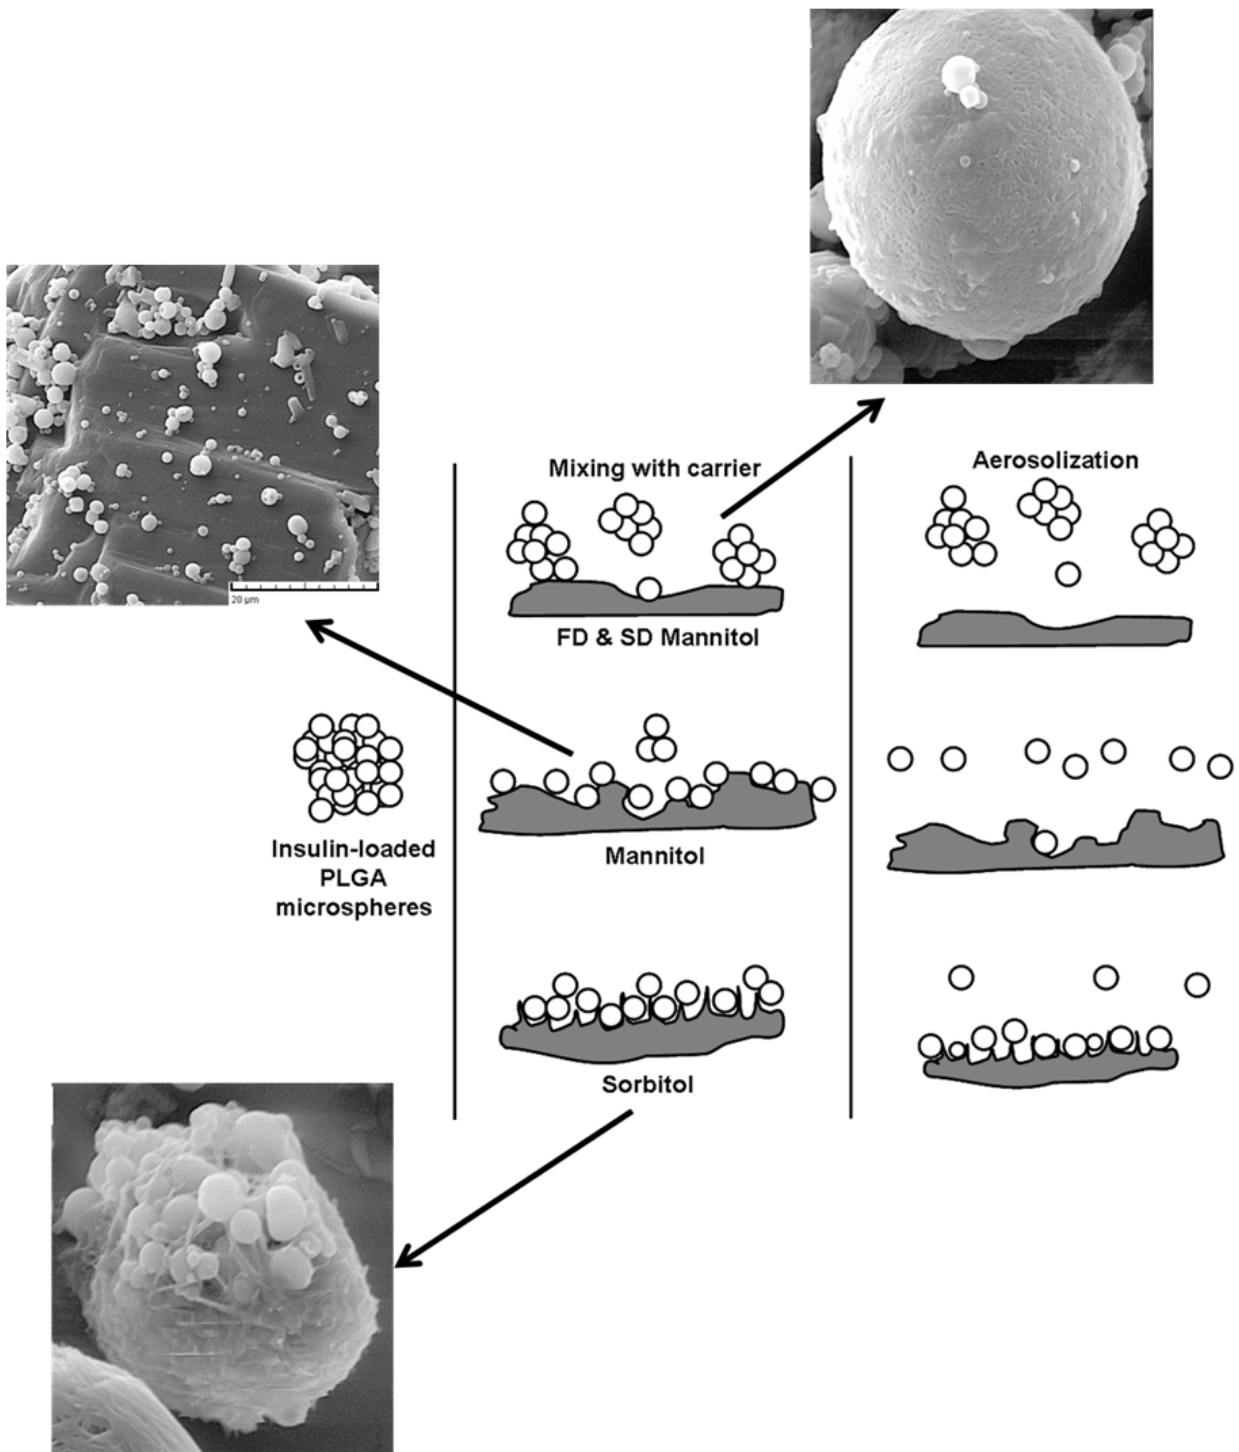 Mixing with carrier
Aerosolization
20 µm
FD & SD Mannitol
Insulin-loaded
PLGA
microspheres
Mannitol
Sorbitol